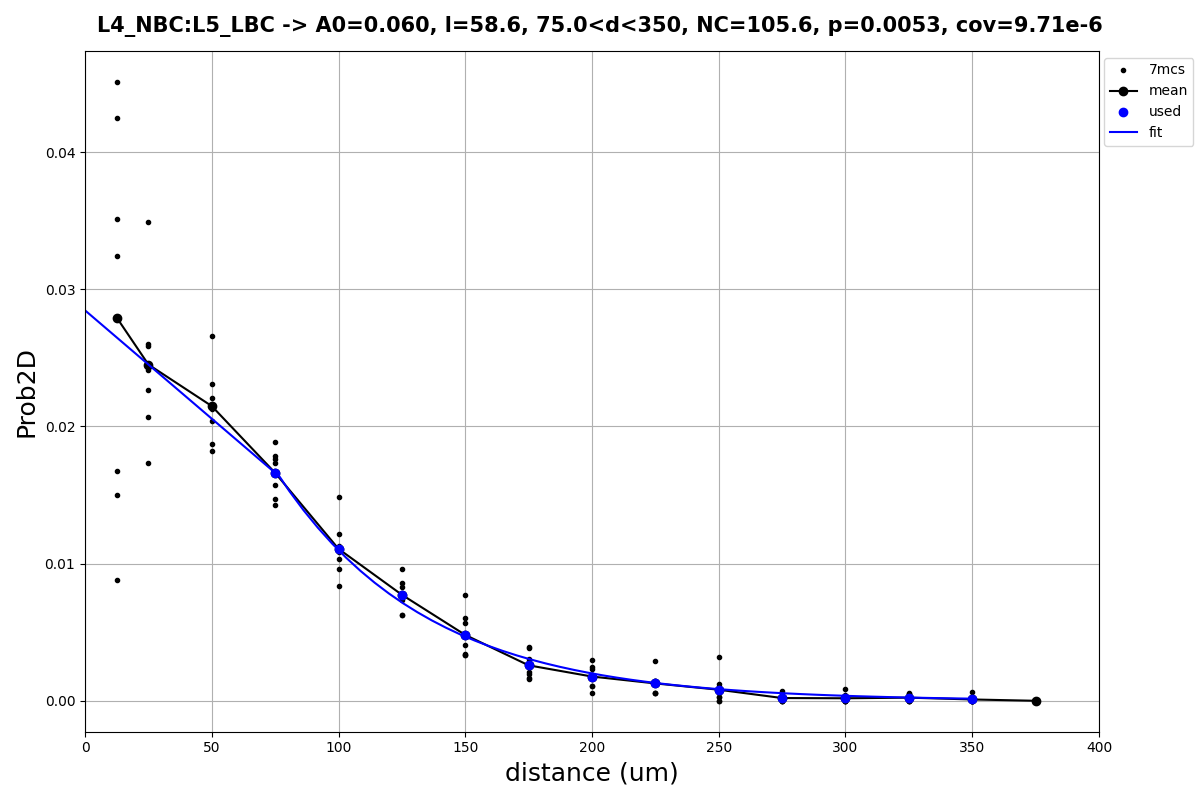 L4_NBC:L5_LBC -> A0=0.060, l=58.6, 75.0<d<350, NC=105.6, p=0.0053, cov=9.71e-6
7mcs
mean
used
fit
0.04
0.03
0.02
0.01
0.00
Prob2D
0 50 100 150 200 250 300 350 400
distance (um)